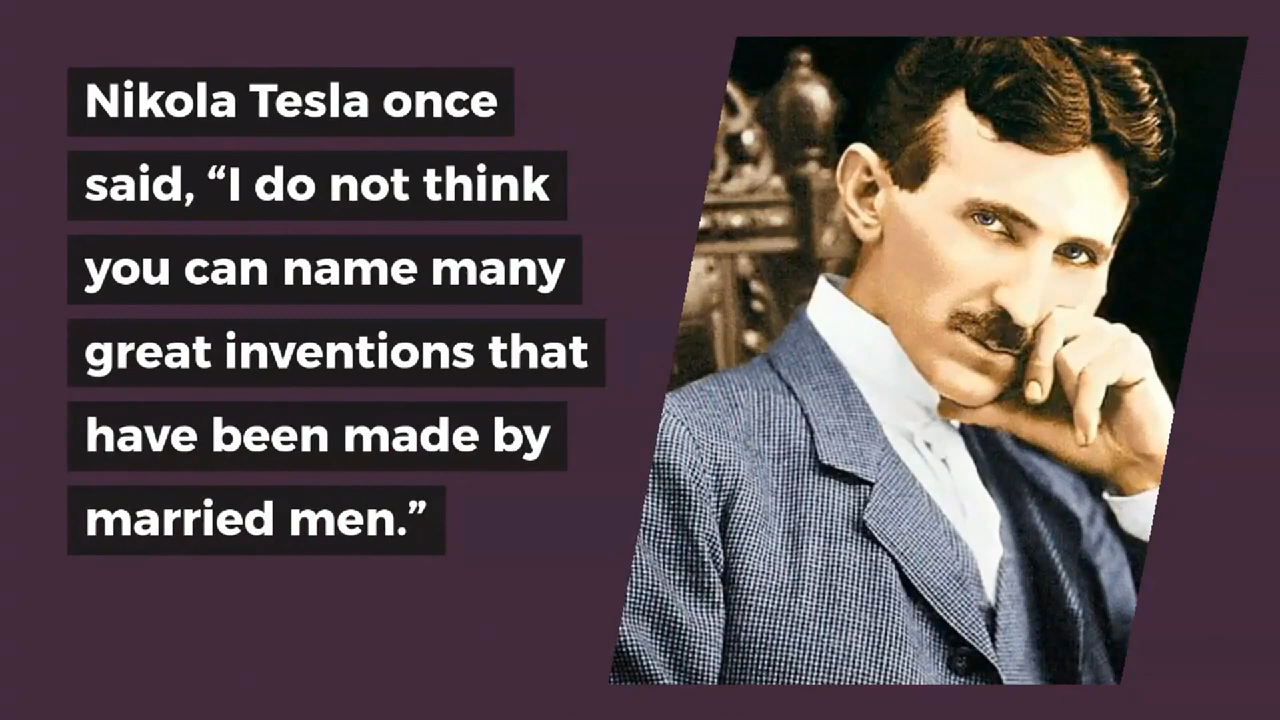 Nikola Tesla once
said, “I do not think
you can name many
great inventions that
have been made by
married men.”